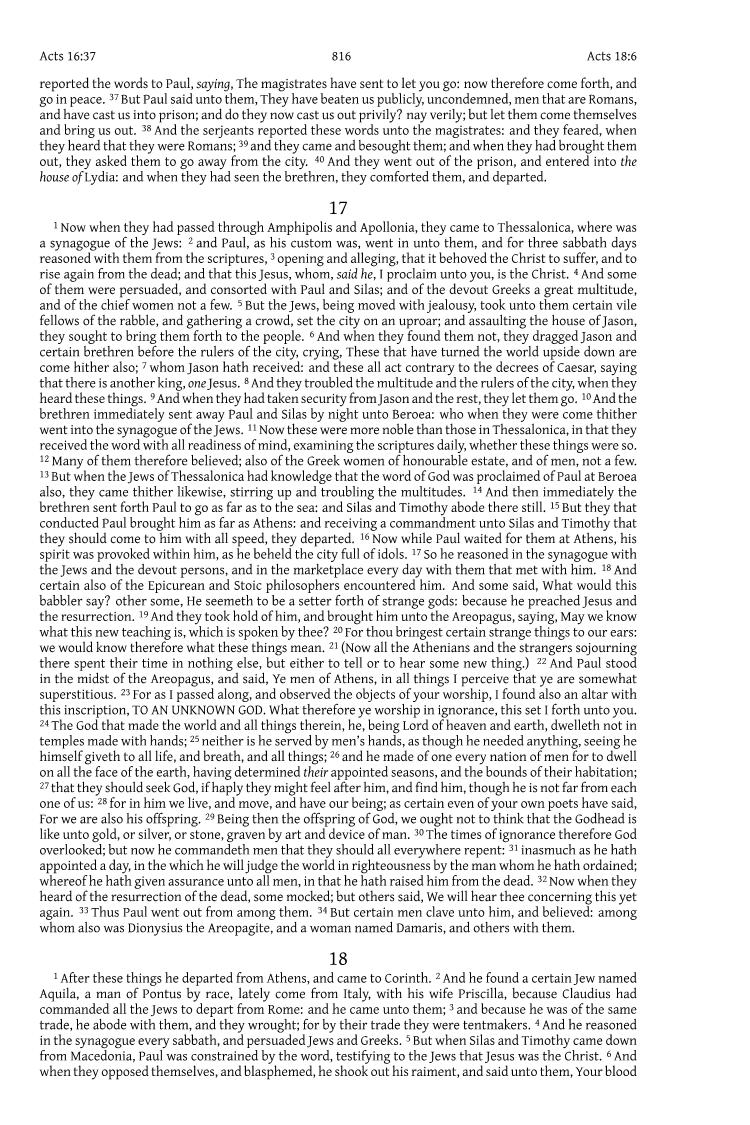 Acts 16:37 816 Acts 18:6
reported the words to Paul, saying, The magistrates have sent to let you go: now therefore come forth, and
go in peace. 37 But Paul said unto them, They have beaten us publicly, uncondemned, men that are Romans,
and have cast us into prison; and do they now cast us out privily? nay verily; but let them come themselves
and bring us out. 38 And the serjeants reported these words unto the magistrates: and they feared, when
they heard that they were Romans; 39 and they came and besought them; and when they had brought them
out, they asked them to go away from the city. 40 And they went out of the prison, and entered into the
house of Lydia: and when they had seen the brethren, they comforted them, and departed.
17
1 Now when they had passed through Amphipolis and Apollonia, they came to Thessalonica, where was
a synagogue of the Jews: 2 and Paul, as his custom was, went in unto them, and for three sabbath days
reasoned with them from the scriptures, 3 opening and alleging, that it behoved the Christ to suffer, and to
rise again from the dead; and that this Jesus, whom, said he, I proclaim unto you, is the Christ. 4 And some
of them were persuaded, and consorted with Paul and Silas; and of the devout Greeks a great multitude,
and of the chief women not a few. 5 But the Jews, being moved with jealousy, took unto them certain vile
fellows of the rabble, and gathering a crowd, set the city on an uproar; and assaulting the house of Jason,
they sought to bring them forth to the people. 6 And when they found them not, they dragged Jason and
certain brethren before the rulers of the city, crying, These that have turned the world upside down are
come hither also; 7 whom Jason hath received: and these all act contrary to the decrees of Caesar, saying
that there is another king, one Jesus. 8 And they troubled the multitude and the rulers of the city, when they
heard these things. 9 And when they had taken security from Jason and the rest, they let them go. 10 And the
brethren immediately sent away Paul and Silas by night unto Beroea: who when they were come thither
went into the synagogue of the Jews. 11 Now these were more noble than those in Thessalonica, in that they
received the word with all readiness of mind, examining the scriptures daily, whether these things were so.
12 Many of them therefore believed; also of the Greek women of honourable estate, and of men, not a few.
13 But when the Jews of Thessalonica had knowledge that the word of God was proclaimed of Paul at Beroea
also, they came thither likewise, stirring up and troubling the multitudes. 14 And then immediately the
brethren sent forth Paul to go as far as to the sea: and Silas and Timothy abode there still. 15 But they that
conducted Paul brought him as far as Athens: and receiving a commandment unto Silas and Timothy that
they should come to him with all speed, they departed. 16 Now while Paul waited for them at Athens, his
spirit was provoked within him, as he beheld the city full of idols. 17 So he reasoned in the synagogue with
the Jews and the devout persons, and in the marketplace every day with them that met with him. 18 And
certain also of the Epicurean and Stoic philosophers encountered him. And some said, What would this
babbler say? other some, He seemeth to be a setter forth of strange gods: because he preached Jesus and
the resurrection. 19 And they took hold of him, and brought him unto the Areopagus, saying, May we know
what this new teaching is, which is spoken by thee? 20 For thou bringest certain strange things to our ears:
we would know therefore what these things mean. 21 (Now all the Athenians and the strangers sojourning
there spent their time in nothing else, but either to tell or to hear some new thing.) 22 And Paul stood
in the midst of the Areopagus, and said, Ye men of Athens, in all things I perceive that ye are somewhat
superstitious. 23 For as I passed along, and observed the objects of your worship, I found also an altar with
this inscription, TO AN UNKNOWN GOD. What therefore ye worship in ignorance, this set I forth unto you.
24 The God that made the world and all things therein, he, being Lord of heaven and earth, dwelleth not in
temples made with hands; 25 neither is he served by men's hands, as though he needed anything, seeing he
himself giveth to all life, and breath, and all things; 26 and he made of one every nation of men for to dwell
on all the face of the earth, having determined their appointed seasons, and the bounds of their habitation;
27 that they should seek God, if haply they might feel after him, and find him, though he is not far from each
one of us: 28 for in him we live, and move, and have our being; as certain even of your own poets have said,
For we are also his offspring. 29 Being then the offspring of God, we ought not to think that the Godhead is
like unto gold, or silver, or stone, graven by art and device of man. 30 The times of ignorance therefore God
overlooked; but now he commandeth men that they should all everywhere repent: 31 inasmuch as he hath
appointed a day, in the which he will judge the world in righteousness by the man whom he hath ordained;
whereof he hath given assurance unto all men, in that he hath raised him from the dead. 32 Now when they
heard of the resurrection of the dead, some mocked; but others said, We will hear thee concerning this yet
again. 33 Thus Paul went out from among them. 34 But certain men clave unto him, and believed: among
whom also was Dionysius the Areopagite, and a woman named Damaris, and others with them.
18
1 After these things he departed from Athens, and came to Corinth. 2 And he found a certain Jew named
Aquila, a man of Pontus by race, lately come from Italy, with his wife Priscilla, because Claudius had
commanded all the Jews to depart from Rome: and he came unto them; 3 and because he was of the same
trade, he abode with them, and they wrought; for by their trade they were tentmakers. 4 And he reasoned
in the synagogue every sabbath, and persuaded Jews and Greeks. 5 But when Silas and Timothy came down
from Macedonia, Paul was constrained by the word, testifying to the Jews that Jesus was the Christ. 6 And
when they opposed themselves, and blasphemed, he shook out his raiment, and said unto them, Your blood